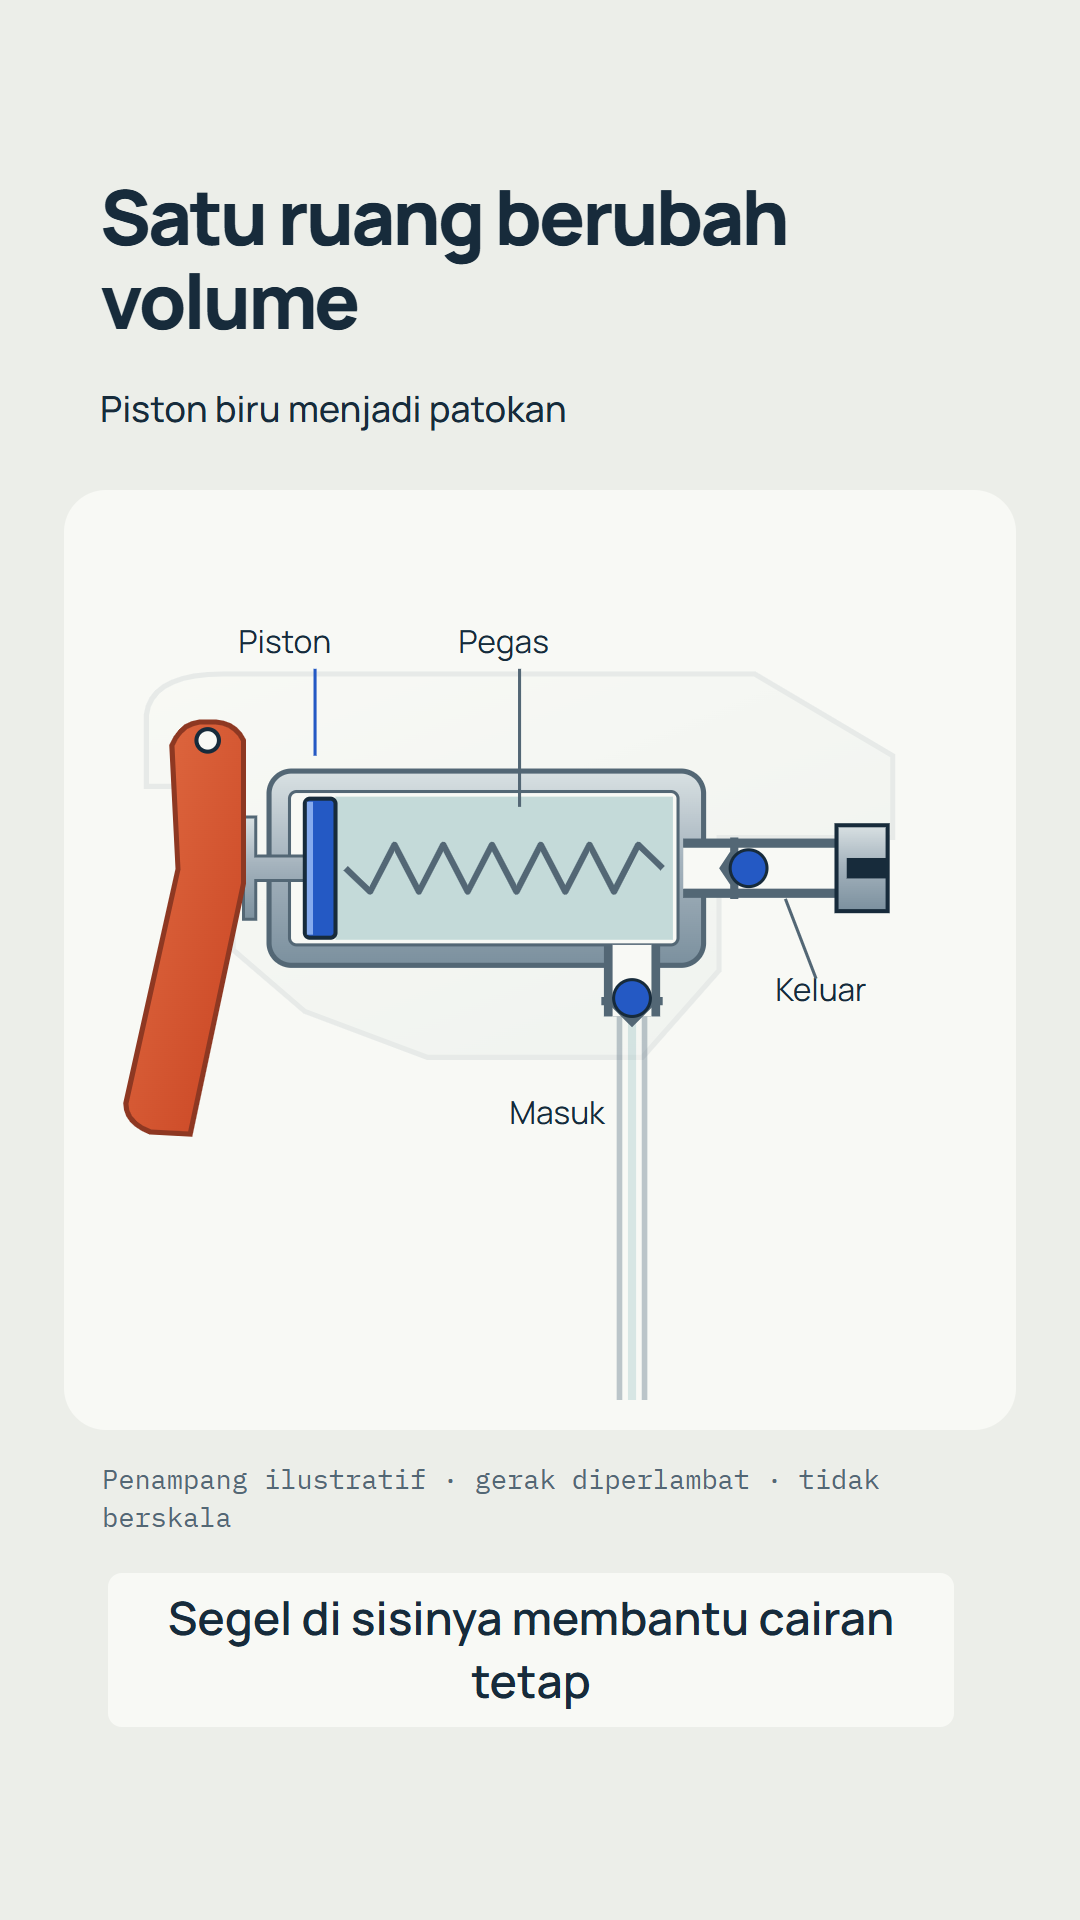 Satu ruang berubah
volume
Piston biru menjadi patokan
Piston
Pegas
Keluar
Masuk
Penampang ilustratif · gerak diperlambat · tidak
berskala
Segel di sisinya membantu cairan
tetap